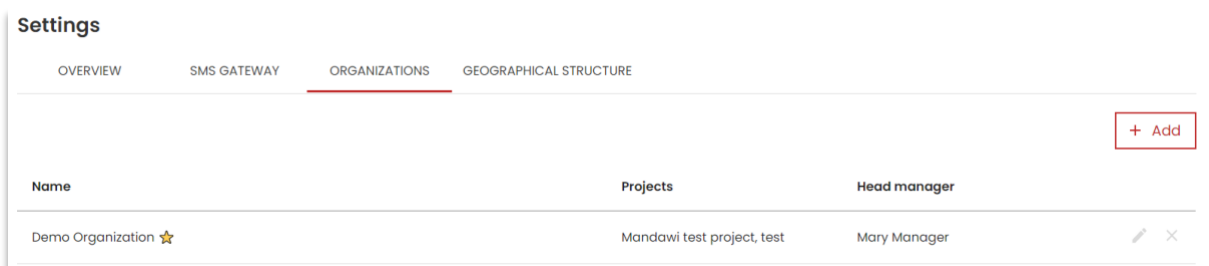 Settings
OVERVIEW SMS GATEWAY ORGANIZATIONS GEOGRAPHICAL STRUCTURE
+ Add
Name Projects Head manager
Demo Organization Mandawi test project, test Mary Manager